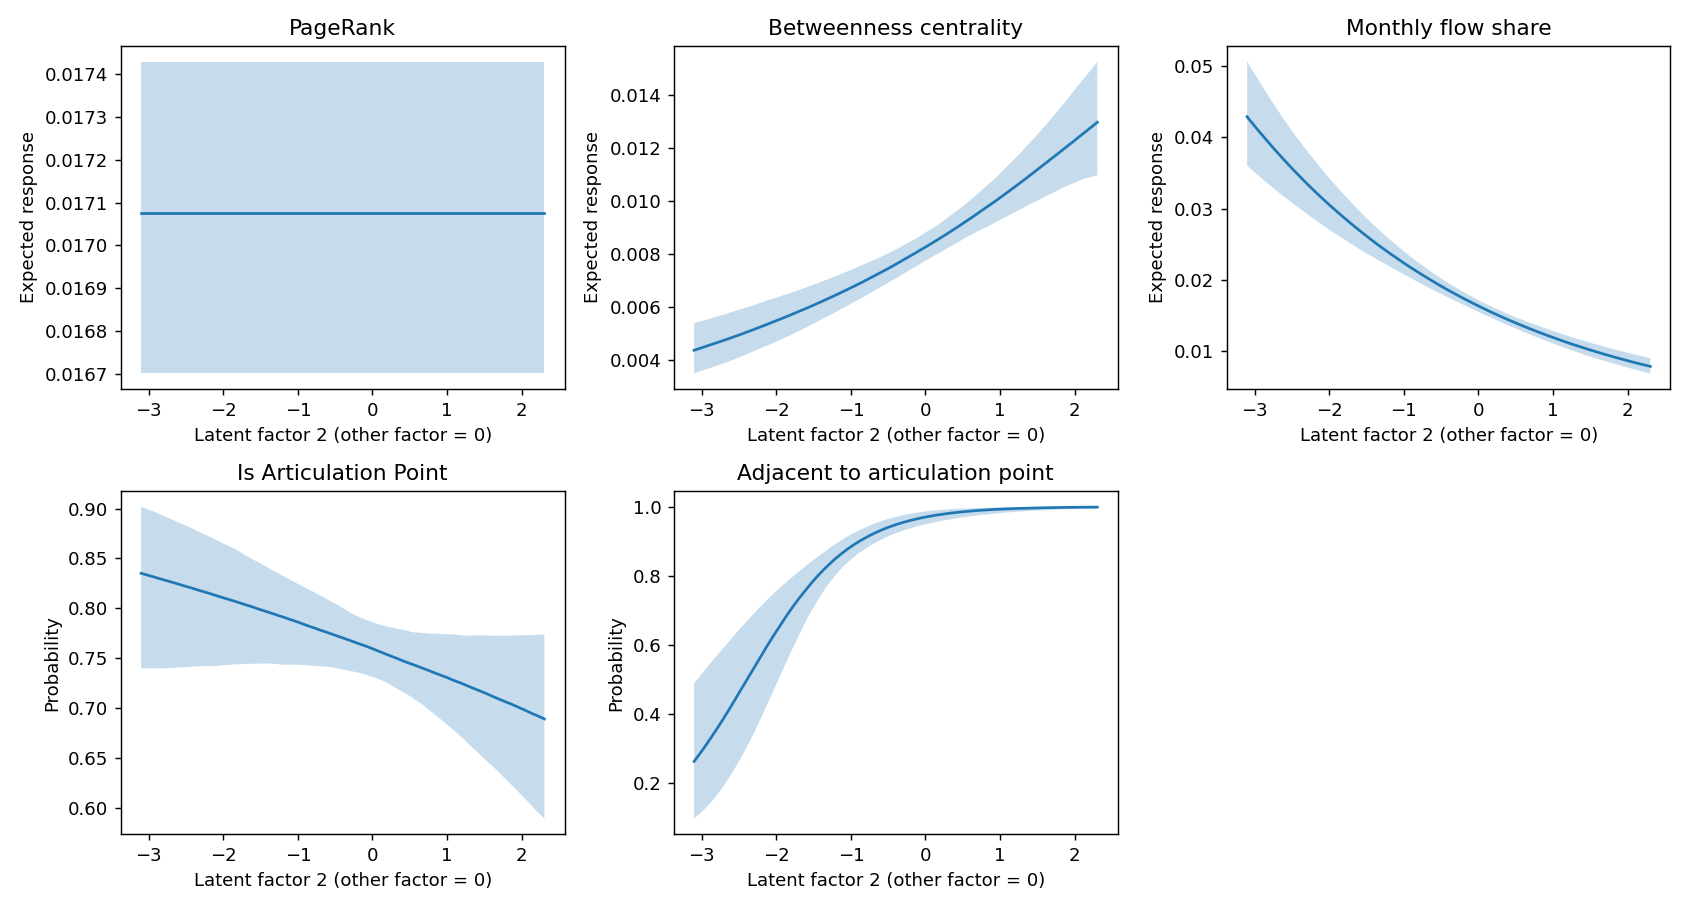 PageRank
Expected response
0.0174
0.0173
0.0172
0.0171
0.0170
0.0169
0.0168
0.0167
−3 −2 −1 0 1 2
Latent factor 2 (other factor = 0)
Betweenness centrality
Expected response
0.014
0.012
0.010
0.008
0.006
0.004
−3 −2 −1 0 1 2
Latent factor 2 (other factor = 0)
Monthly flow share
Expected response
0.05
0.04
0.03
0.02
0.01
−3 −2 −1 0 1 2
Latent factor 2 (other factor = 0)
Is Articulation Point
Probability
0.90
0.85
0.80
0.75
0.70
0.65
0.60
−3 −2 −1 0 1 2
Latent factor 2 (other factor = 0)
Adjacent to articulation point
Probability
1.0
0.8
0.6
0.4
0.2
−3 −2 −1 0 1 2
Latent factor 2 (other factor = 0)